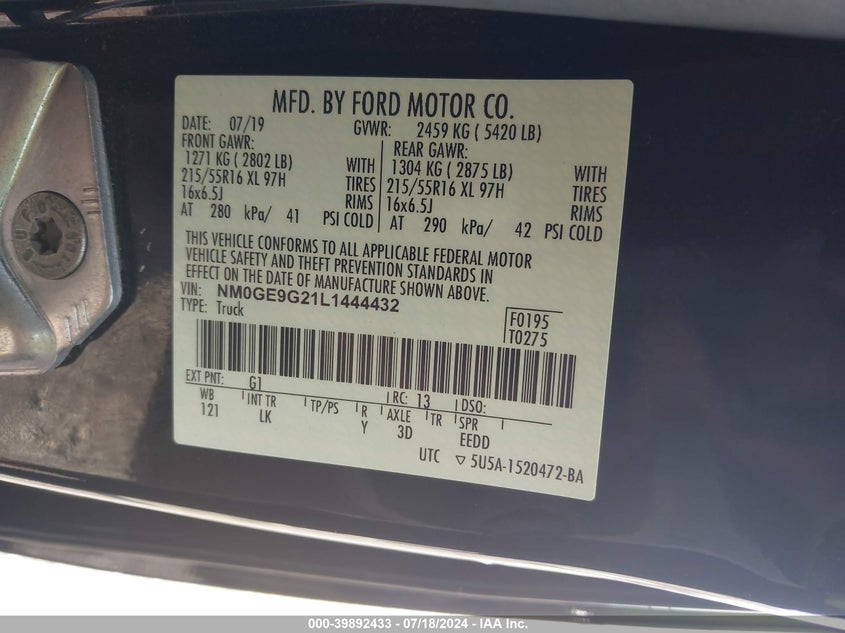 MFD. BY FORD MOTOR CO.
DATE: 07/19 GVWR: 2459 KG ( 5420 LB)
FRONT GAWR: REAR GAWR:
1271 KG ( 2802 LB) WITH 1304 KG ( 2875 LB) WITH
215/55R16 XL 97H TIRES 215/55R16 XL 97H TIRES
16x6.5J RIMS 16x6.5J RIMS
AT 280 kPa/ 41 PSI COLD AT 290 kPa/ 42 PSI COLD
THIS VEHICLE CONFORMS TO ALL APPLICABLE FEDERAL MOTOR
VEHICLE SAFETY AND THEFT PREVENTION STANDARDS IN
EFFECT ON THE DATE OF MANUFACTURE SHOWN ABOVE.
VIN: NM0GE9G21L1444432
TYPE: Truck
F0195
T0275
EXT PNT: G1 RC: 13 DSO:
WB INT TR TP/PS R AXLE TR SPR
121 LK Y 3D EEDD
UTC ▽ 5U5A-1520472-BA
000-39892433 - 07/18/2024 - IAA Inc.